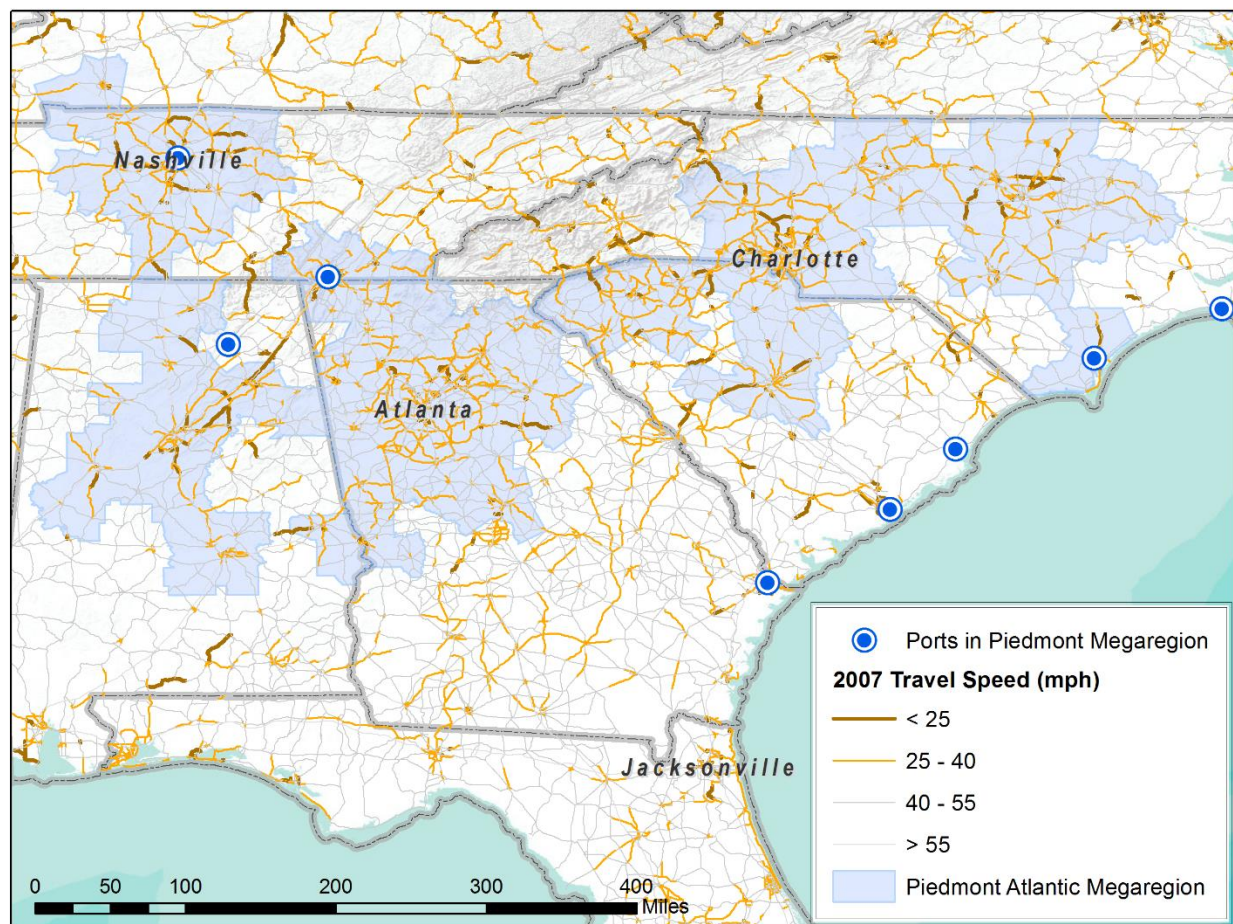 Nashville
Charlotte
Atlanta
Jacksonville
Ports in Piedmont Megaregion
2007 Travel Speed (mph)
< 25
25 - 40
40 - 55
> 55
Piedmont Atlantic Megaregion
0 50 100 200 300 400
Miles